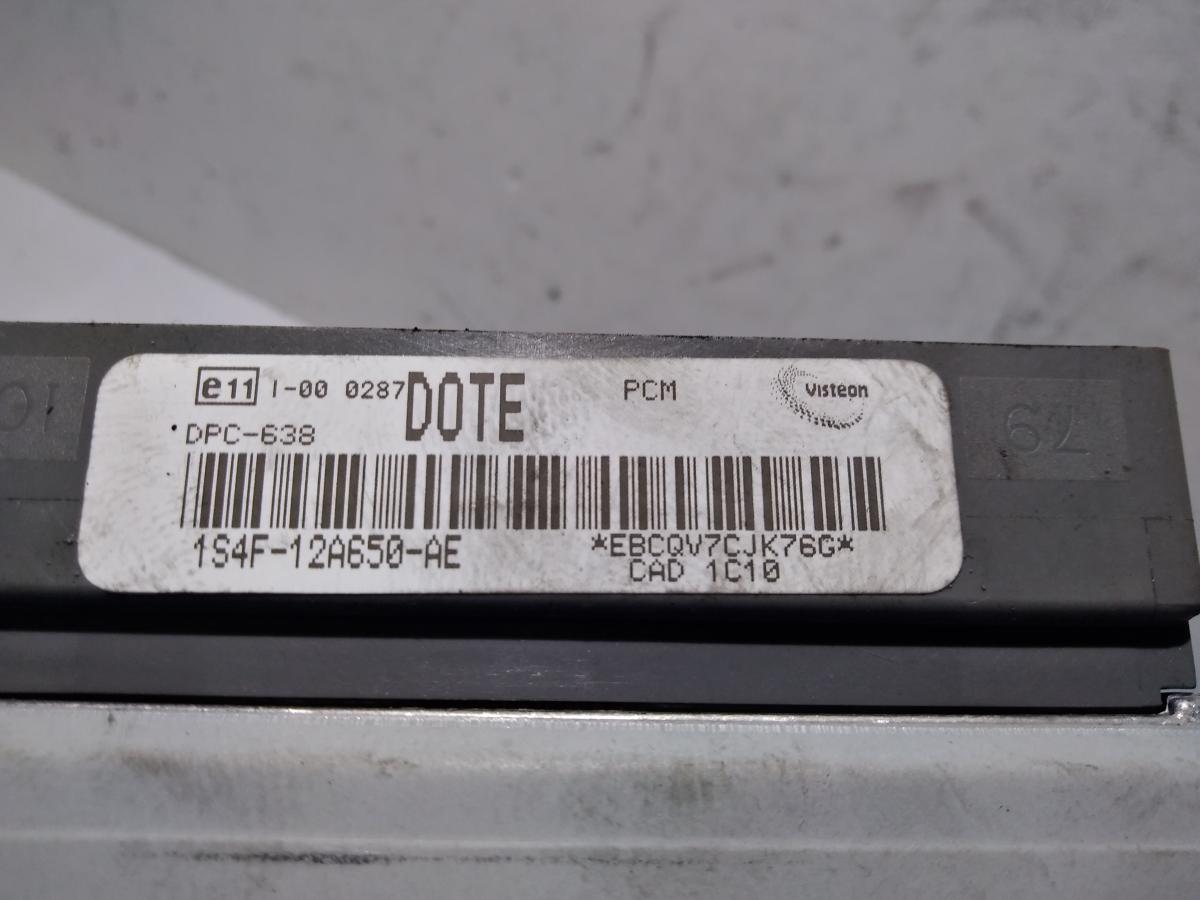 e11 I-00 0287 DOTE PCM Visteon
DPC-638
1S4F-12A650-AE *EBCQV7CJK76G*
CAD 1C10